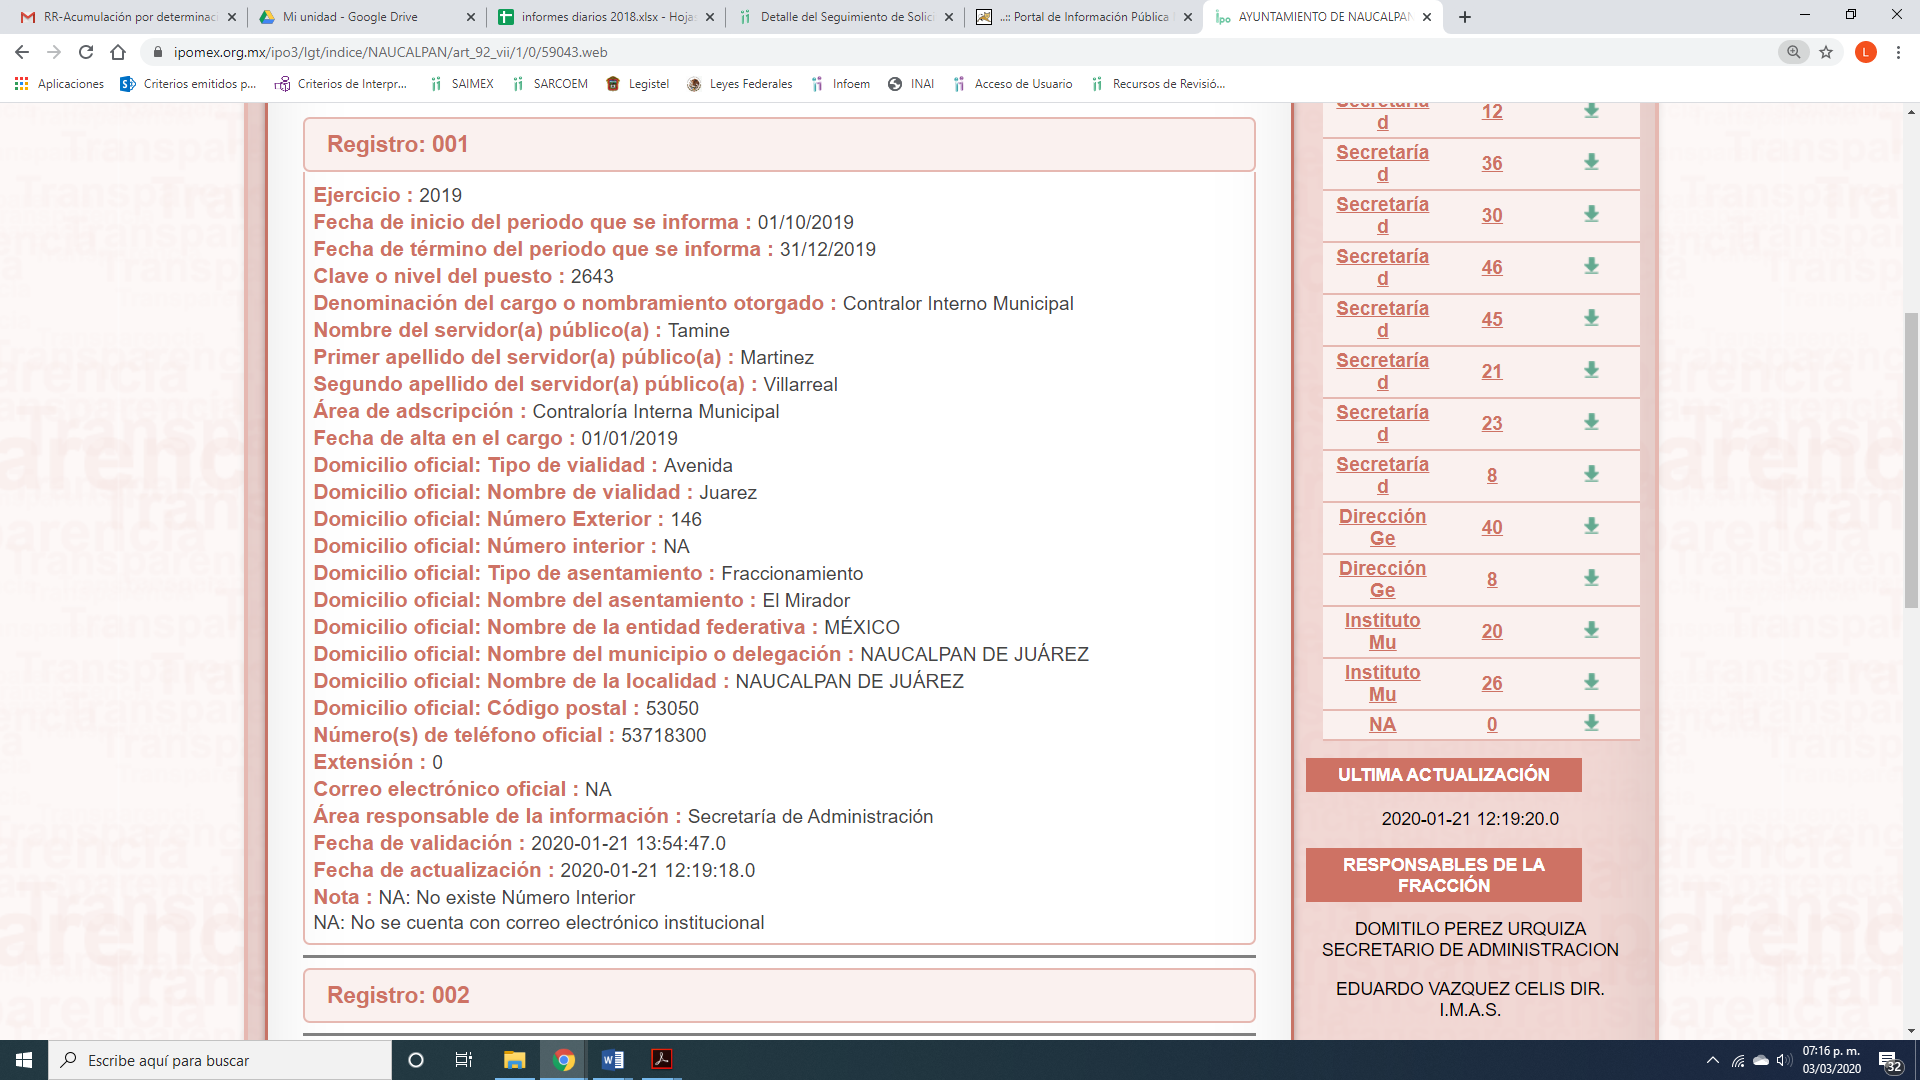 RR-Acumulación por determinac
Mi unidad - Google Drive
informes diarios 2018.xlsx - Hoja
Detalle del Seguimiento de Solici
..:: Portal de Información Pública
AYUNTAMIENTO DE NAUCALPAN
ipomex.org.mx/ipo3/lgt/indice/NAUCALPAN/art_92_vii/1/0/59043.web
L
Aplicaciones
Criterios emitidos p...
Criterios de Interpr...
SAIMEX
SARCOEM
Legistel
Leyes Federales
Infoem
INAI
Acceso de Usuario
Recursos de Revisió...
Registro: 001
Ejercicio : 2019
Fecha de inicio del periodo que se informa : 01/10/2019
Fecha de término del periodo que se informa : 31/12/2019
Clave o nivel del puesto : 2643
Denominación del cargo o nombramiento otorgado : Contralor Interno Municipal
Nombre del servidor(a) público(a) : Tamine
Primer apellido del servidor(a) público(a) : Martinez
Segundo apellido del servidor(a) público(a) : Villarreal
Área de adscripción : Contraloría Interna Municipal
Fecha de alta en el cargo : 01/01/2019
Domicilio oficial: Tipo de vialidad : Avenida
Domicilio oficial: Nombre de vialidad : Juarez
Domicilio oficial: Número Exterior : 146
Domicilio oficial: Número interior : NA
Domicilio oficial: Tipo de asentamiento : Fraccionamiento
Domicilio oficial: Nombre del asentamiento : El Mirador
Domicilio oficial: Nombre de la entidad federativa : MÉXICO
Domicilio oficial: Nombre del municipio o delegación : NAUCALPAN DE JUÁREZ
Domicilio oficial: Nombre de la localidad : NAUCALPAN DE JUÁREZ
Domicilio oficial: Código postal : 53050
Número(s) de teléfono oficial : 53718300
Extensión : 0
Correo electrónico oficial : NA
Área responsable de la información : Secretaría de Administración
Fecha de validación : 2020-01-21 13:54:47.0
Fecha de actualización : 2020-01-21 12:19:18.0
Nota : NA: No existe Número Interior
NA: No se cuenta con correo electrónico institucional
Registro: 002
Secretaría
d 12
Secretaría
d 36
Secretaría
d 30
Secretaría
d 46
Secretaría
d 45
Secretaría
d 21
Secretaría
d 23
Secretaría
d 8
Dirección
Ge 40
Dirección
Ge 8
Instituto
Mu 20
Instituto
Mu 26
NA 0
ULTIMA ACTUALIZACIÓN
2020-01-21 12:19:20.0
RESPONSABLES DE LA
FRACCIÓN
DOMITILO PEREZ URQUIZA
SECRETARIO DE ADMINISTRACION
EDUARDO VAZQUEZ CELIS DIR.
I.M.A.S.
Escribe aquí para buscar
07:16 p. m.
03/03/2020
32